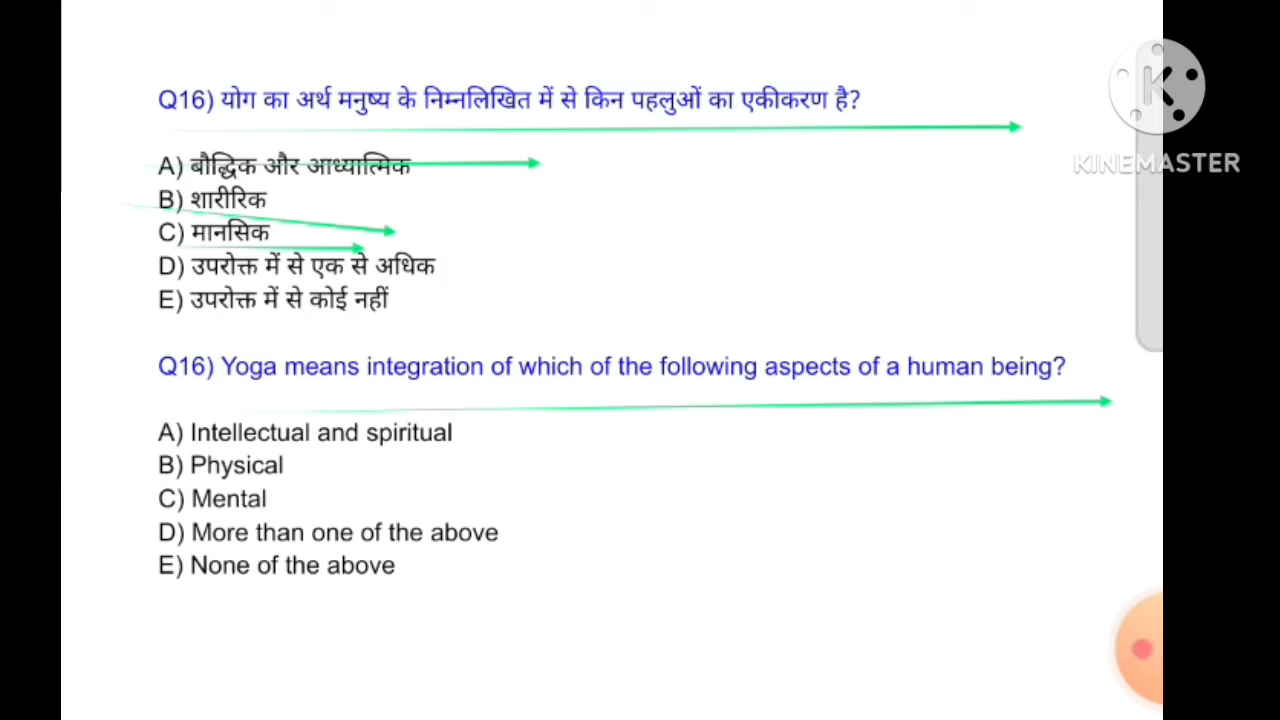 Q16) योग का अर्थ मनुष्य के निम्नलिखित में से किन पहलुओं का एकीकरण है?
A) बौद्धिक और आध्यात्मिक
B) शारीरिक
C) मानसिक
D) उपरोक्त में से एक से अधिक
E) उपरोक्त में से कोई नहीं
Q16) Yoga means integration of which of the following aspects of a human being?
A) Intellectual and spiritual
B) Physical
C) Mental
D) More than one of the above
E) None of the above
K
KINEMASTER